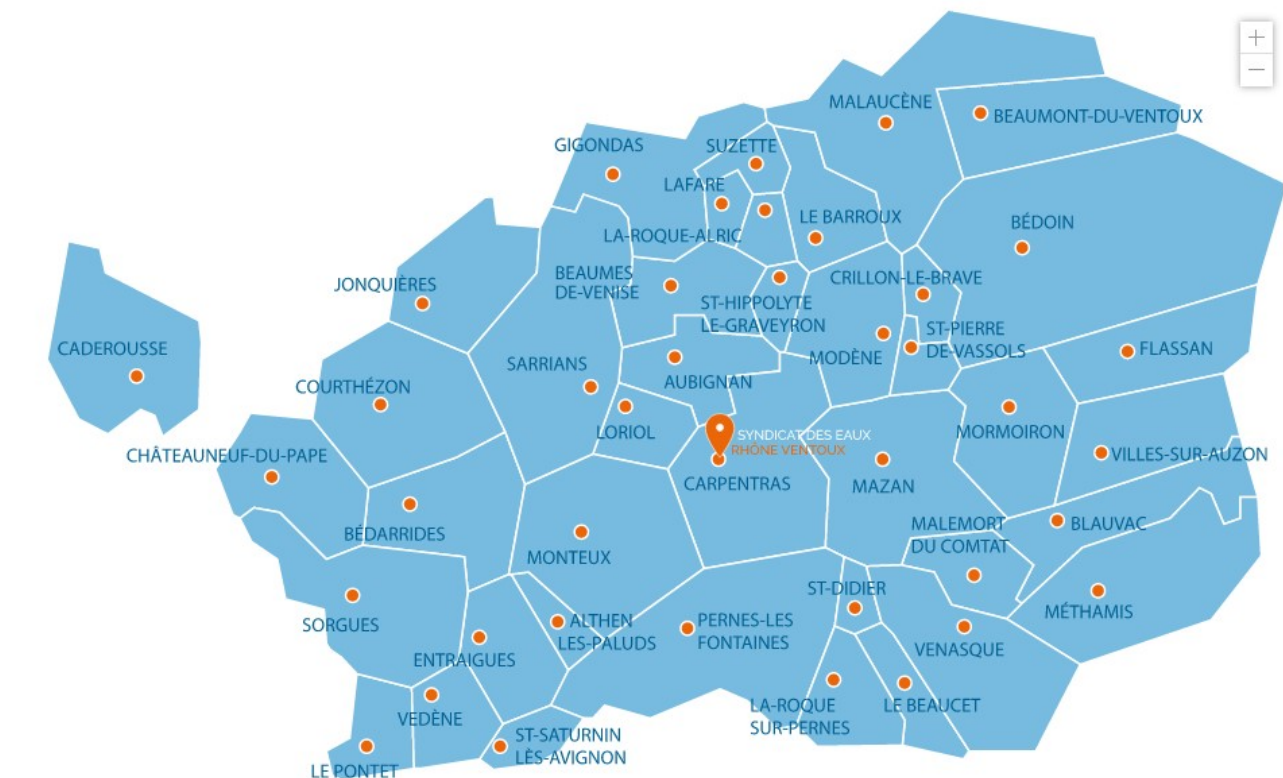 +
−
MALAUCÈNE
BEAUMONT-DU-VENTOUX
GIGONDAS
SUZETTE
LAFARE
LE BARROUX
BÉDOIN
LA-ROQUE-ALRIC
BEAUMES
DE-VENISE
CRILLON-LE-BRAVE
JONQUIÈRES
ST-HIPPOLYTE
LE-GRAVEYRON
ST-PIERRE
DE-VASSOLS
CADEROUSSE
FLASSAN
MODÈNE
SARRIANS
COURTHÉZON
AUBIGNAN
LORIOL
SYNDICAT DES EAUX
RHÔNE VENTOUX
MORMOIRON
CHÂTEAUNEUF-DU-PAPE
VILLES-SUR-AUZON
CARPENTRAS
MAZAN
BÉDARRIDES
MALEMORT
DU COMTAT
BLAUVAC
MONTEUX
ST-DIDIER
MÉTHAMIS
SORGUES
ALTHEN
LES-PALUDS
PERNES-LES
FONTAINES
VENASQUE
ENTRAIGUES
LA-ROQUE
SUR-PERNES
LE BEAUCET
VEDÈNE
ST-SATURNIN
LÈS-AVIGNON
LE PONTET